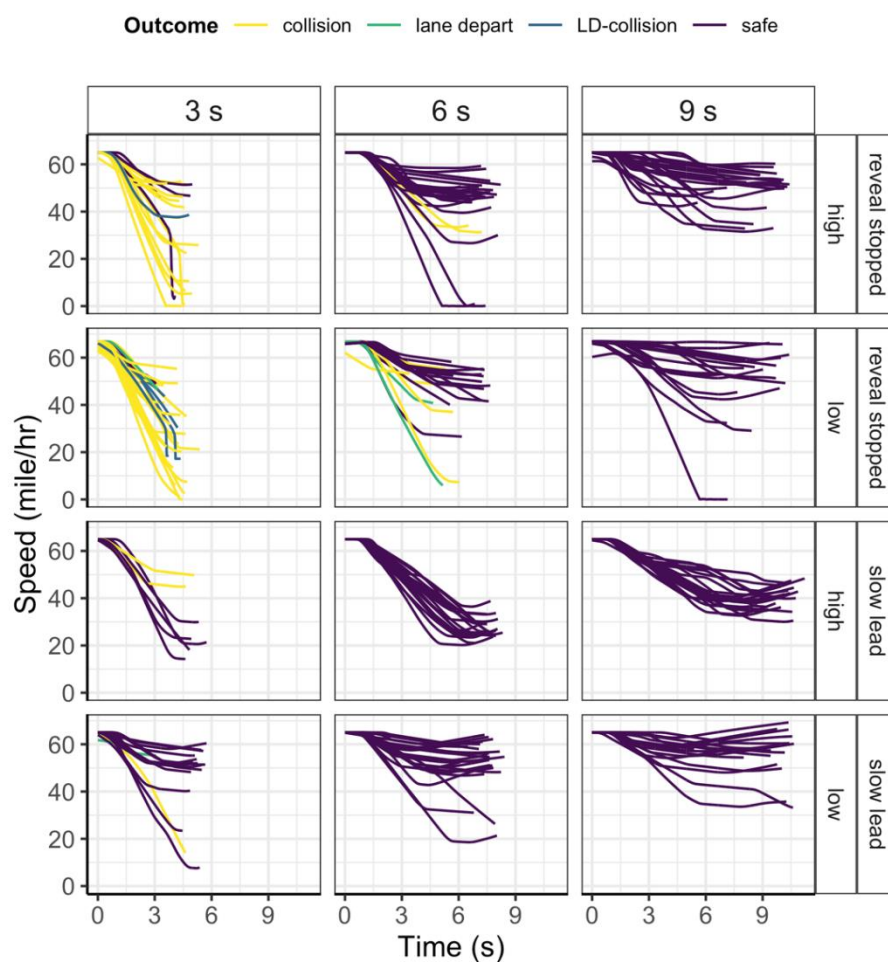 Outcome collision lane depart LD-collision safe
3 s 6 s 9 s
60
40
20
0
high
reveal stopped
60
40
20
0
low
reveal stopped
60
40
20
0
high
slow lead
60
40
20
0
low
slow lead
0 3 6 9 0 3 6 9 0 3 6 9
Speed (mile/hr)
Time (s)